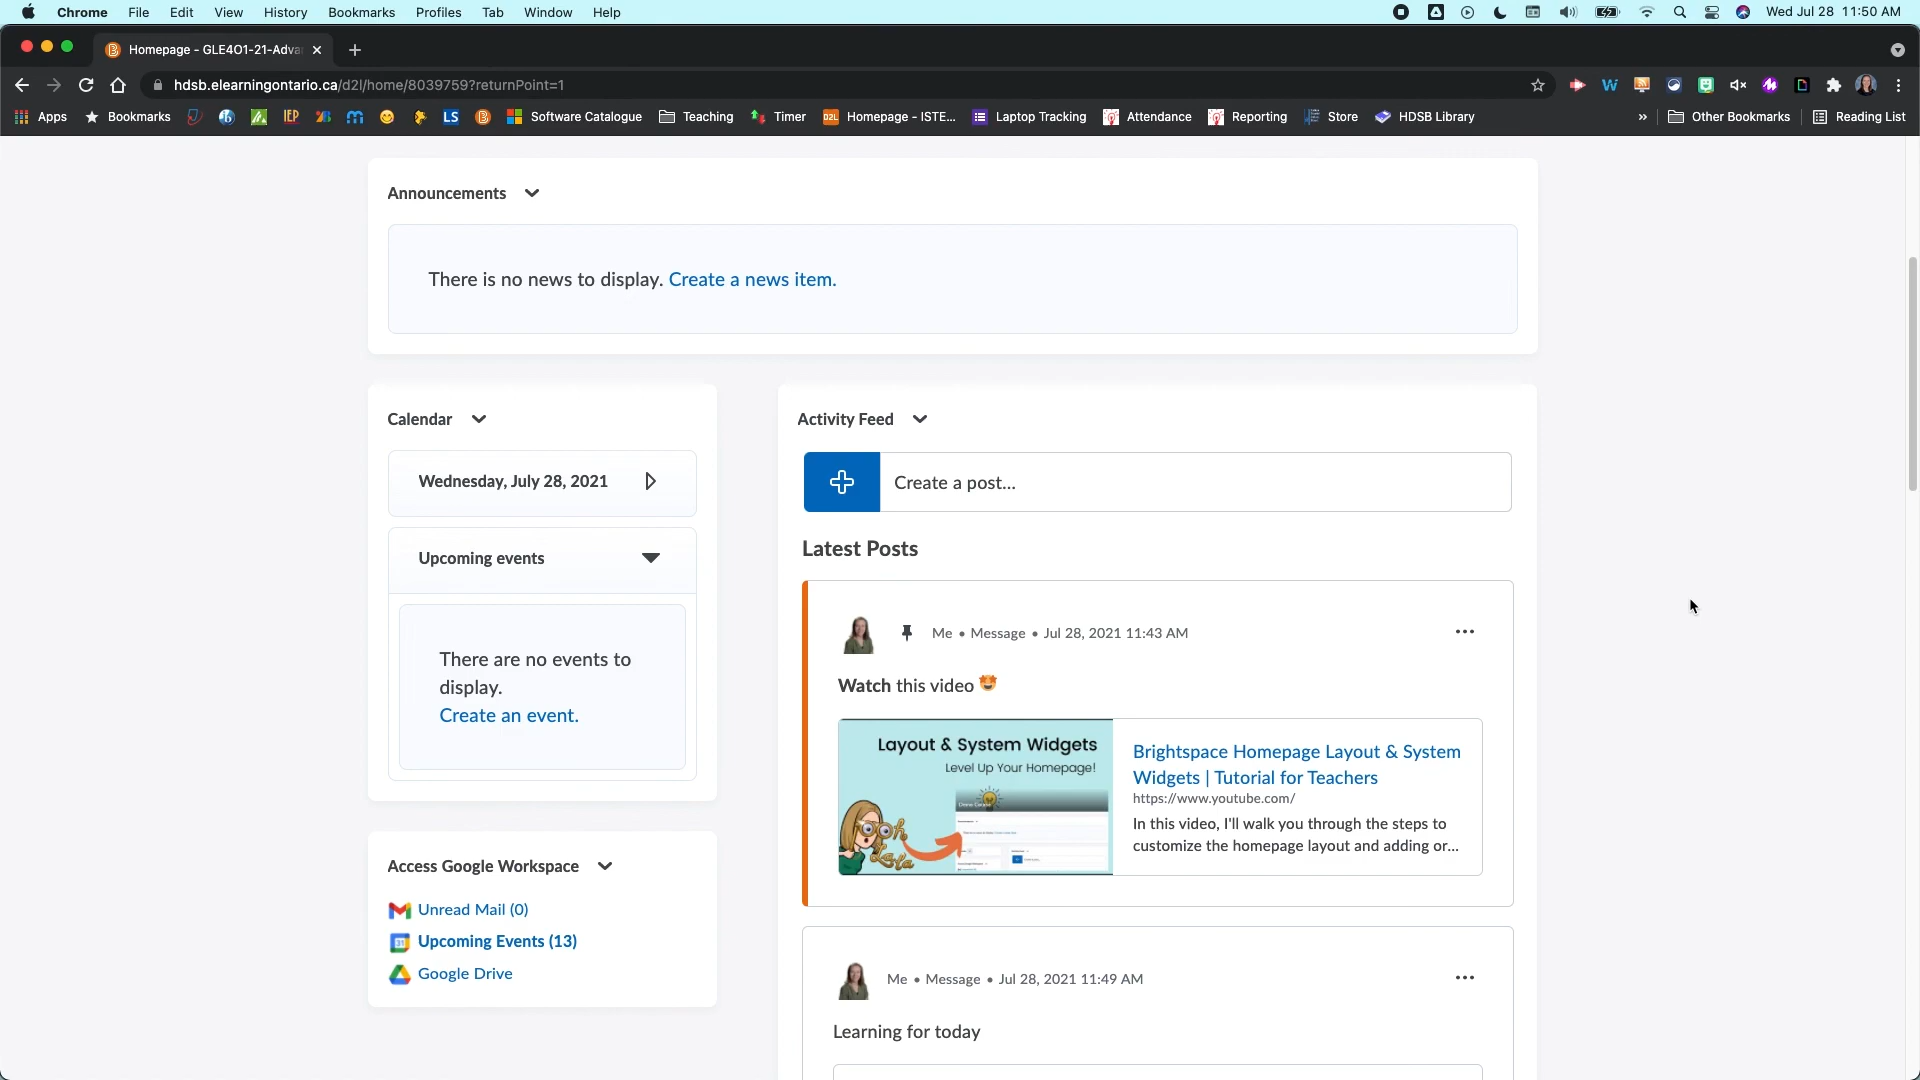 Chrome File Edit View History Bookmarks Profiles Tab Window Help Wed Jul 28 11:50 AM
Homepage - GLE4O1-21-Adva
hdsb.elearningontario.ca/d2l/home/8039759?returnPoint=1
Apps Bookmarks IEP LS Software Catalogue Teaching Timer D2L Homepage - ISTE... Laptop Tracking Attendance Reporting Store HDSB Library » Other Bookmarks Reading List
Announcements
There is no news to display. Create a news item.
Calendar
Wednesday, July 28, 2021
Upcoming events
There are no events to
display.
Create an event.
Access Google Workspace
Unread Mail (0)
31 Upcoming Events (13)
Google Drive
Activity Feed
Create a post...
Latest Posts
Me • Message • Jul 28, 2021 11:43 AM
Watch this video
Layout & System Widgets
Level Up Your Homepage!
Ooh La La
Brightspace Homepage Layout & System
Widgets | Tutorial for Teachers
https://www.youtube.com/
In this video, I'll walk you through the steps to
customize the homepage layout and adding or...
Me • Message • Jul 28, 2021 11:49 AM
Learning for today